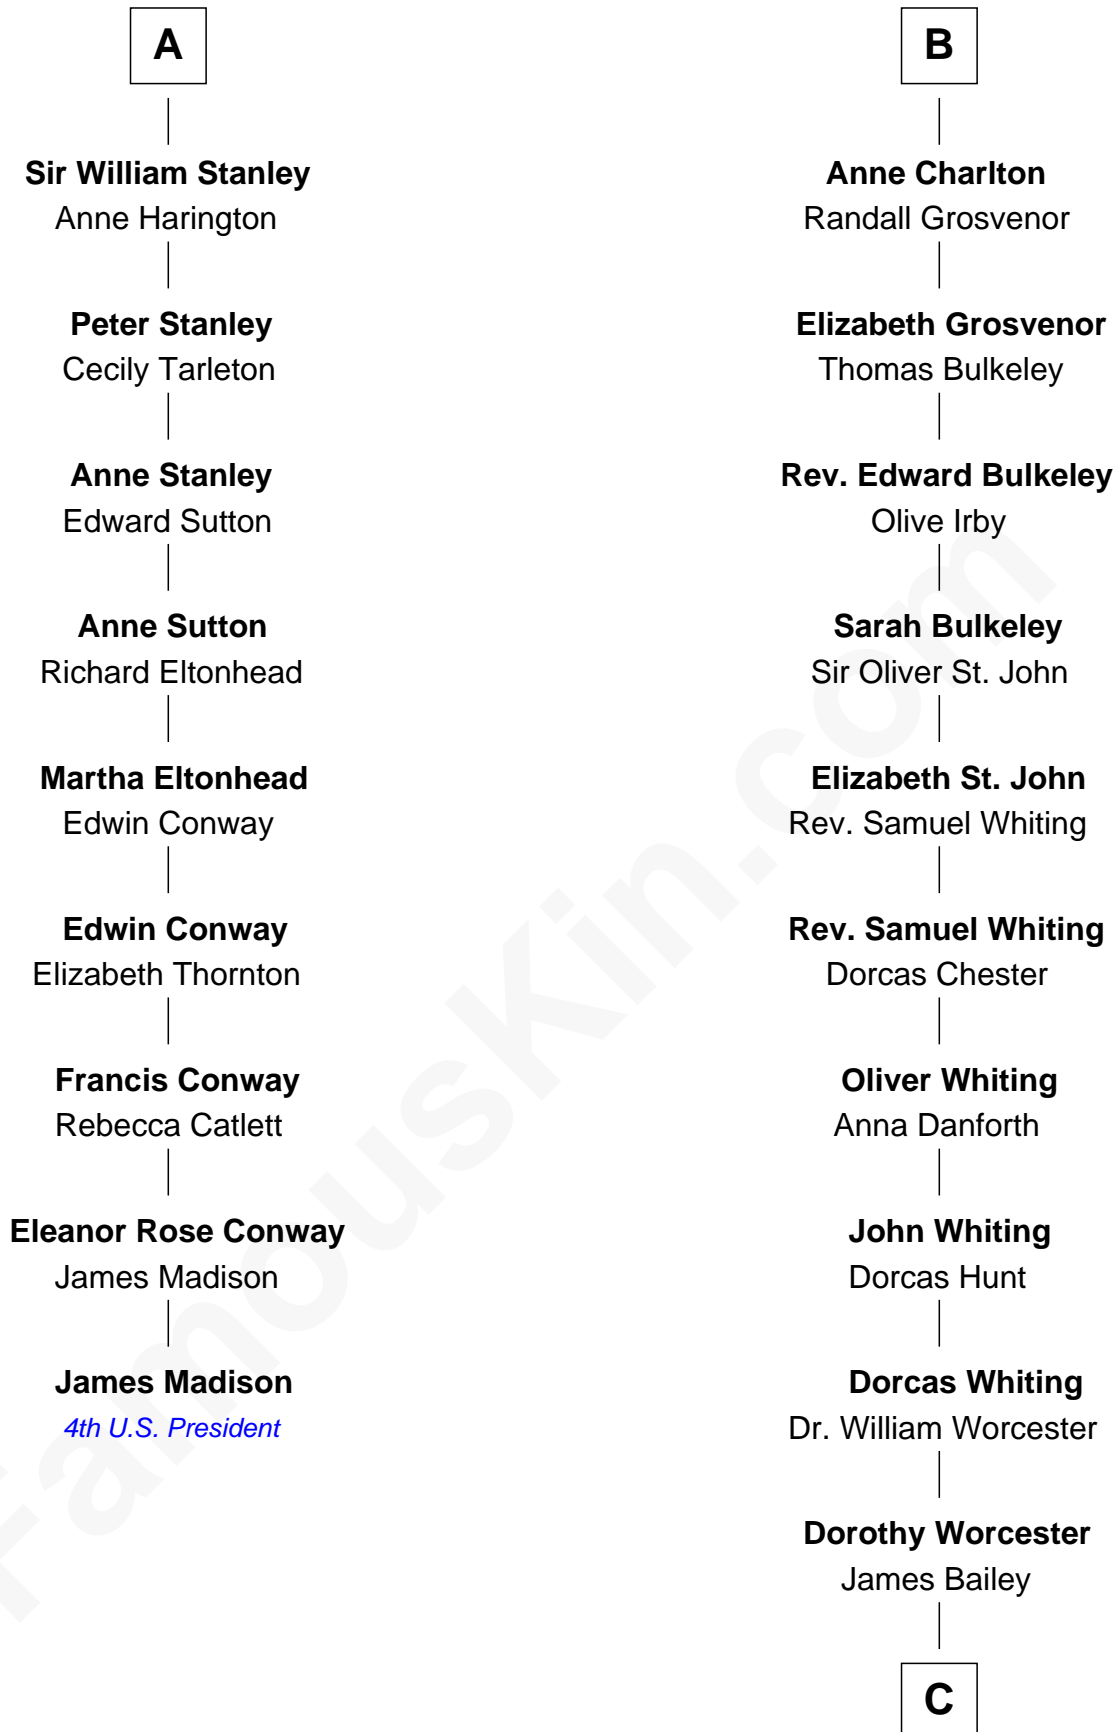 A
Sir William Stanley
Anne Harington
Peter Stanley
Cecily Tarleton
Anne Stanley
Edward Sutton
Anne Sutton
Richard Eltonhead
Martha Eltonhead
Edwin Conway
Edwin Conway
Elizabeth Thornton
Francis Conway
Rebecca Catlett
Eleanor Rose Conway
James Madison
James Madison
4th U.S. President
B
Anne Charlton
Randall Grosvenor
Elizabeth Grosvenor
Thomas Bulkeley
Rev. Edward Bulkeley
Olive Irby
Sarah Bulkeley
Sir Oliver St. John
Elizabeth St. John
Rev. Samuel Whiting
Rev. Samuel Whiting
Dorcas Chester
Oliver Whiting
Anna Danforth
John Whiting
Dorcas Hunt
Dorcas Whiting
Dr. William Worcester
Dorothy Worcester
James Bailey
C
FamousKin.com